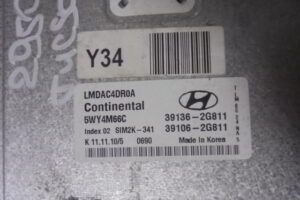 Y34
LMDAC4DR0A
Continental
5WY4M66C
39136-2G811
Index 02 SIM2K-341
39106-2G811
K 11.11.10/5 0690
Made in Korea